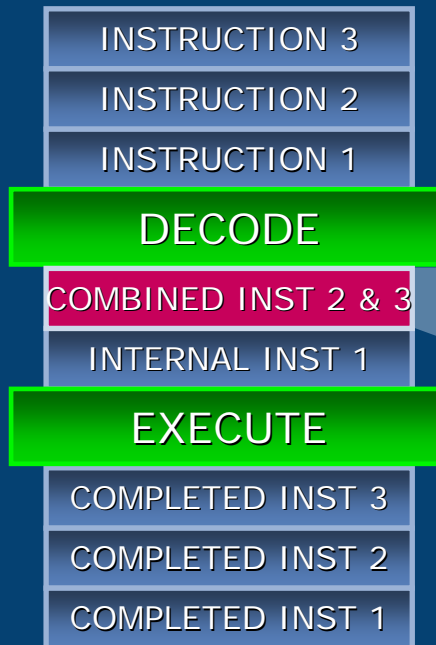 INSTRUCTION 3
INSTRUCTION 2
INSTRUCTION 1
DECODE
COMBINED INST 2 & 3
INTERNAL INST 1
EXECUTE
COMPLETED INST 3
COMPLETED INST 2
COMPLETED INST 1